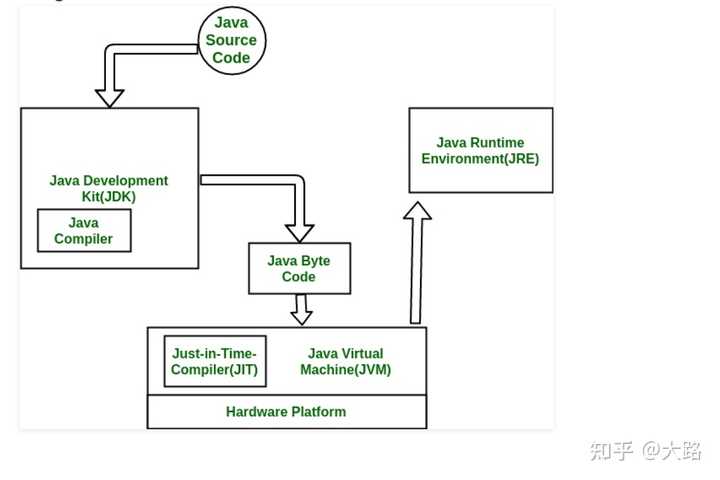 Java
Source
Code
Java Development
Kit(JDK)
Java
Compiler
Java Runtime
Environment(JRE)
Java Byte
Code
Just-in-Time-
Compiler(JIT)
Java Virtual
Machine(JVM)
Hardware Platform
知乎 @大路